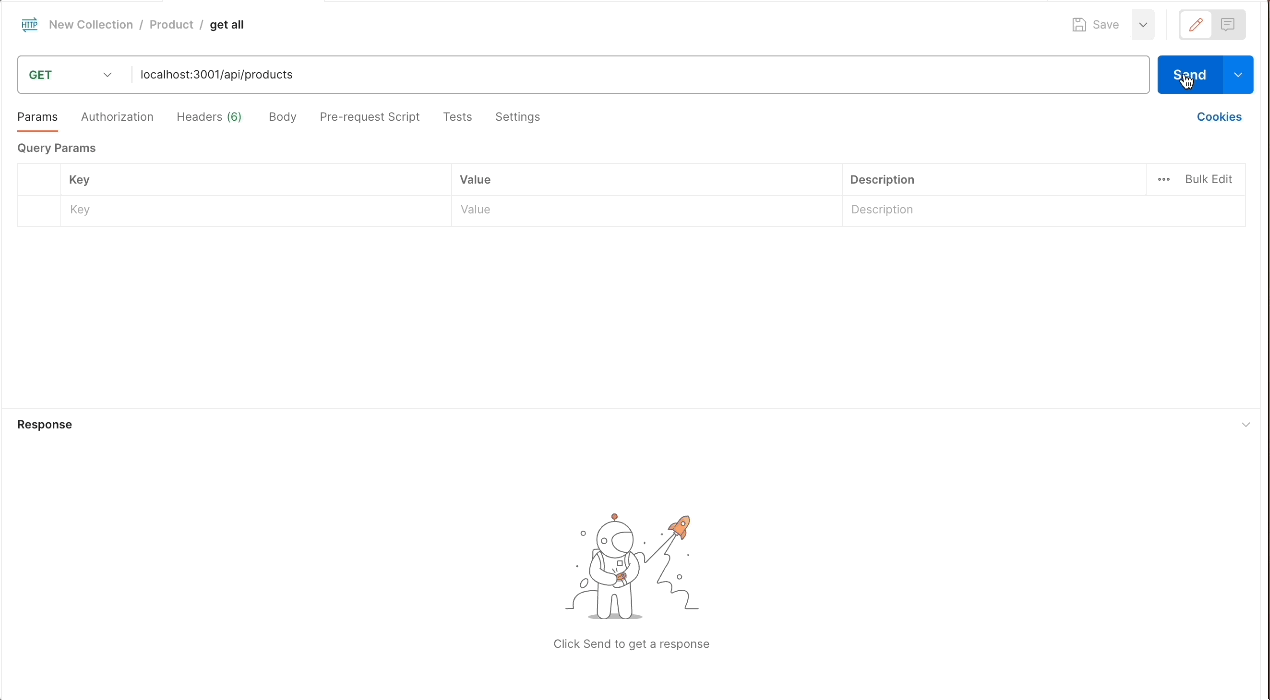 HTTP New Collection / Product / get all Save
GET localhost:3001/api/products Send
Params Authorization Headers (6) Body Pre-request Script Tests Settings Cookies
Query Params
Key Value Description ••• Bulk Edit
Key Value Description
Response
Click Send to get a response